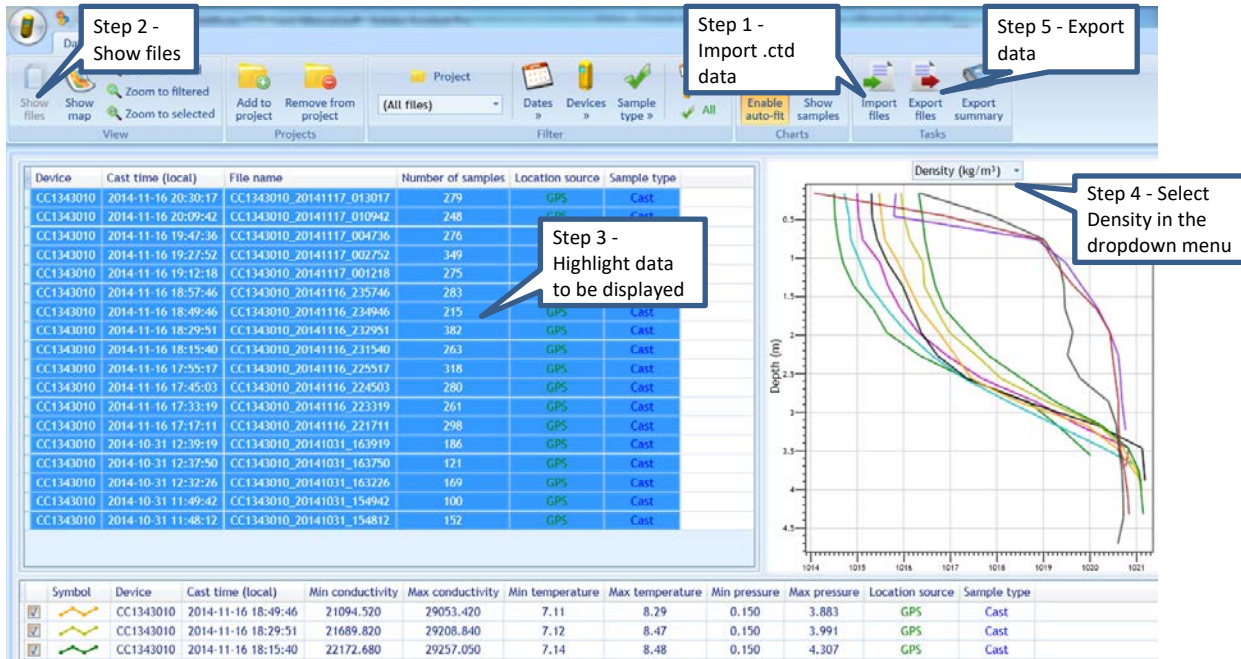 Step 2 -
Show files
Step 1 -
Import .ctd
data
Step 5 - Export
data
Da
Show
files
Show
map
Zoom to filtered
Zoom to selected
View
Add to
project
Remove from
project
Projects
Project
(All files)
Dates
»
Devices
»
Sample
type »
All
Filter
Enable
auto-fit
Show
samples
Charts
Import
files
Export
files
Export
summary
Tasks
Device Cast time (local) File name Number of samples Location source Sample type
CC1343010 2014-11-16 20:30:17 CC1343010_20141117_013017 279 GPS Cast
CC1343010 2014-11-16 20:09:42 CC1343010_20141117_010942 248 GPS Cast
CC1343010 2014-11-16 19:47:36 CC1343010_20141117_004736 276
CC1343010 2014-11-16 19:27:52 CC1343010_20141117_002752 349
CC1343010 2014-11-16 19:12:18 CC1343010_20141117_001218 275
CC1343010 2014-11-16 18:57:46 CC1343010_20141116_235746 283
CC1343010 2014-11-16 18:49:46 CC1343010_20141116_234946 215 GPS Cast
CC1343010 2014-11-16 18:29:51 CC1343010_20141116_232951 382 GPS Cast
CC1343010 2014-11-16 18:15:40 CC1343010_20141116_231540 263 GPS Cast
CC1343010 2014-11-16 17:55:17 CC1343010_20141116_225517 318 GPS Cast
CC1343010 2014-11-16 17:45:03 CC1343010_20141116_224503 280 GPS Cast
CC1343010 2014-11-16 17:33:19 CC1343010_20141116_223319 261 GPS Cast
CC1343010 2014-11-16 17:17:11 CC1343010_20141116_221711 298 GPS Cast
CC1343010 2014-10-31 12:39:19 CC1343010_20141031_163919 186 GPS Cast
CC1343010 2014-10-31 12:37:50 CC1343010_20141031_163750 121 GPS Cast
CC1343010 2014-10-31 12:32:26 CC1343010_20141031_163226 169 GPS Cast
CC1343010 2014-10-31 11:49:42 CC1343010_20141031_154942 100 GPS Cast
CC1343010 2014-10-31 11:48:12 CC1343010_20141031_154812 152 GPS Cast
Step 3 -
Highlight data
to be displayed
Density (kg/m³)
Step 4 - Select
Density in the
dropdown menu
Depth (m)
0.5
1
1.5
2
2.5
3
3.5
4
4.5
1014 1015 1016 1017 1018 1019 1020 1021
Symbol Device Cast time (local) Min conductivity Max conductivity Min temperature Max temperature Min pressure Max pressure Location source Sample type
CC1343010 2014-11-16 18:49:46 21094.520 29053.420 7.11 8.29 0.150 3.883 GPS Cast
CC1343010 2014-11-16 18:29:51 21689.820 29208.840 7.12 8.47 0.150 3.991 GPS Cast
CC1343010 2014-11-16 18:15:40 22172.680 29257.050 7.14 8.48 0.150 4.307 GPS Cast